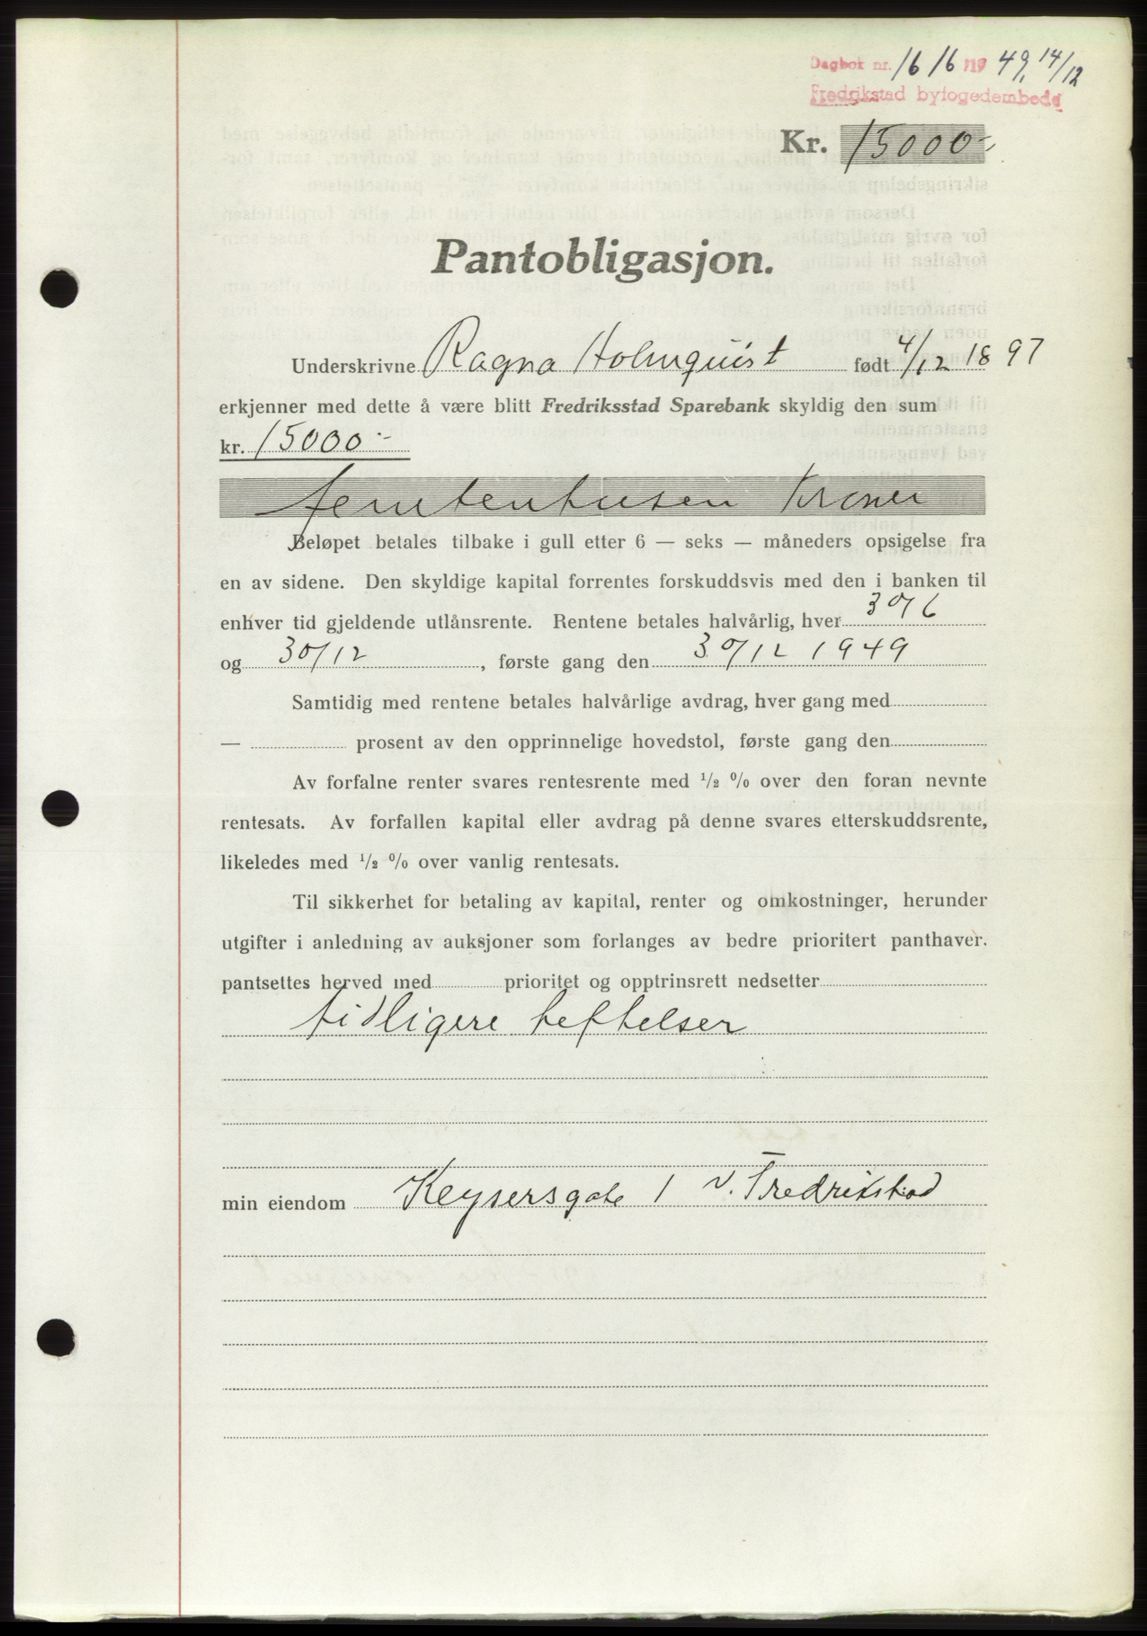 Dagbok nr. 1616 19 49, 14/12
Fredrikstad byfogedembede
Kr. 15000-
Pantobligasjon.
Underskrivne Ragna Holmquist født 4/12 1897
erkjenner med dette å være blitt Fredriksstad Sparebank skyldig den sum
kr. 15000.-
femtentusen kroner
Beløpet betales tilbake i gull etter 6 — seks — måneders opsigelse fra
en av sidene. Den skyldige kapital forrentes forskuddsvis med den i banken til
enhver tid gjeldende utlånsrente. Rentene betales halvårlig, hver 30/6
og 30/12, første gang den 30/12 1949
Samtidig med rentene betales halvårlige avdrag, hver gang med
— prosent av den opprinnelige hovedstol, første gang den
Av forfalne renter svares rentesrente med 1/2 % over den foran nevnte
rentesats. Av forfallen kapital eller avdrag på denne svares etterskuddsrente,
likeledes med 1/2 % over vanlig rentesats.
Til sikkerhet for betaling av kapital, renter og omkostninger, herunder
utgifter i anledning av auksjoner som forlanges av bedre prioritert panthaver.
pantsettes herved med prioritet og opptrinsrett nedsetter
tidligere heftelser
min eiendom Keysersgate 1 v. Fredrikstad